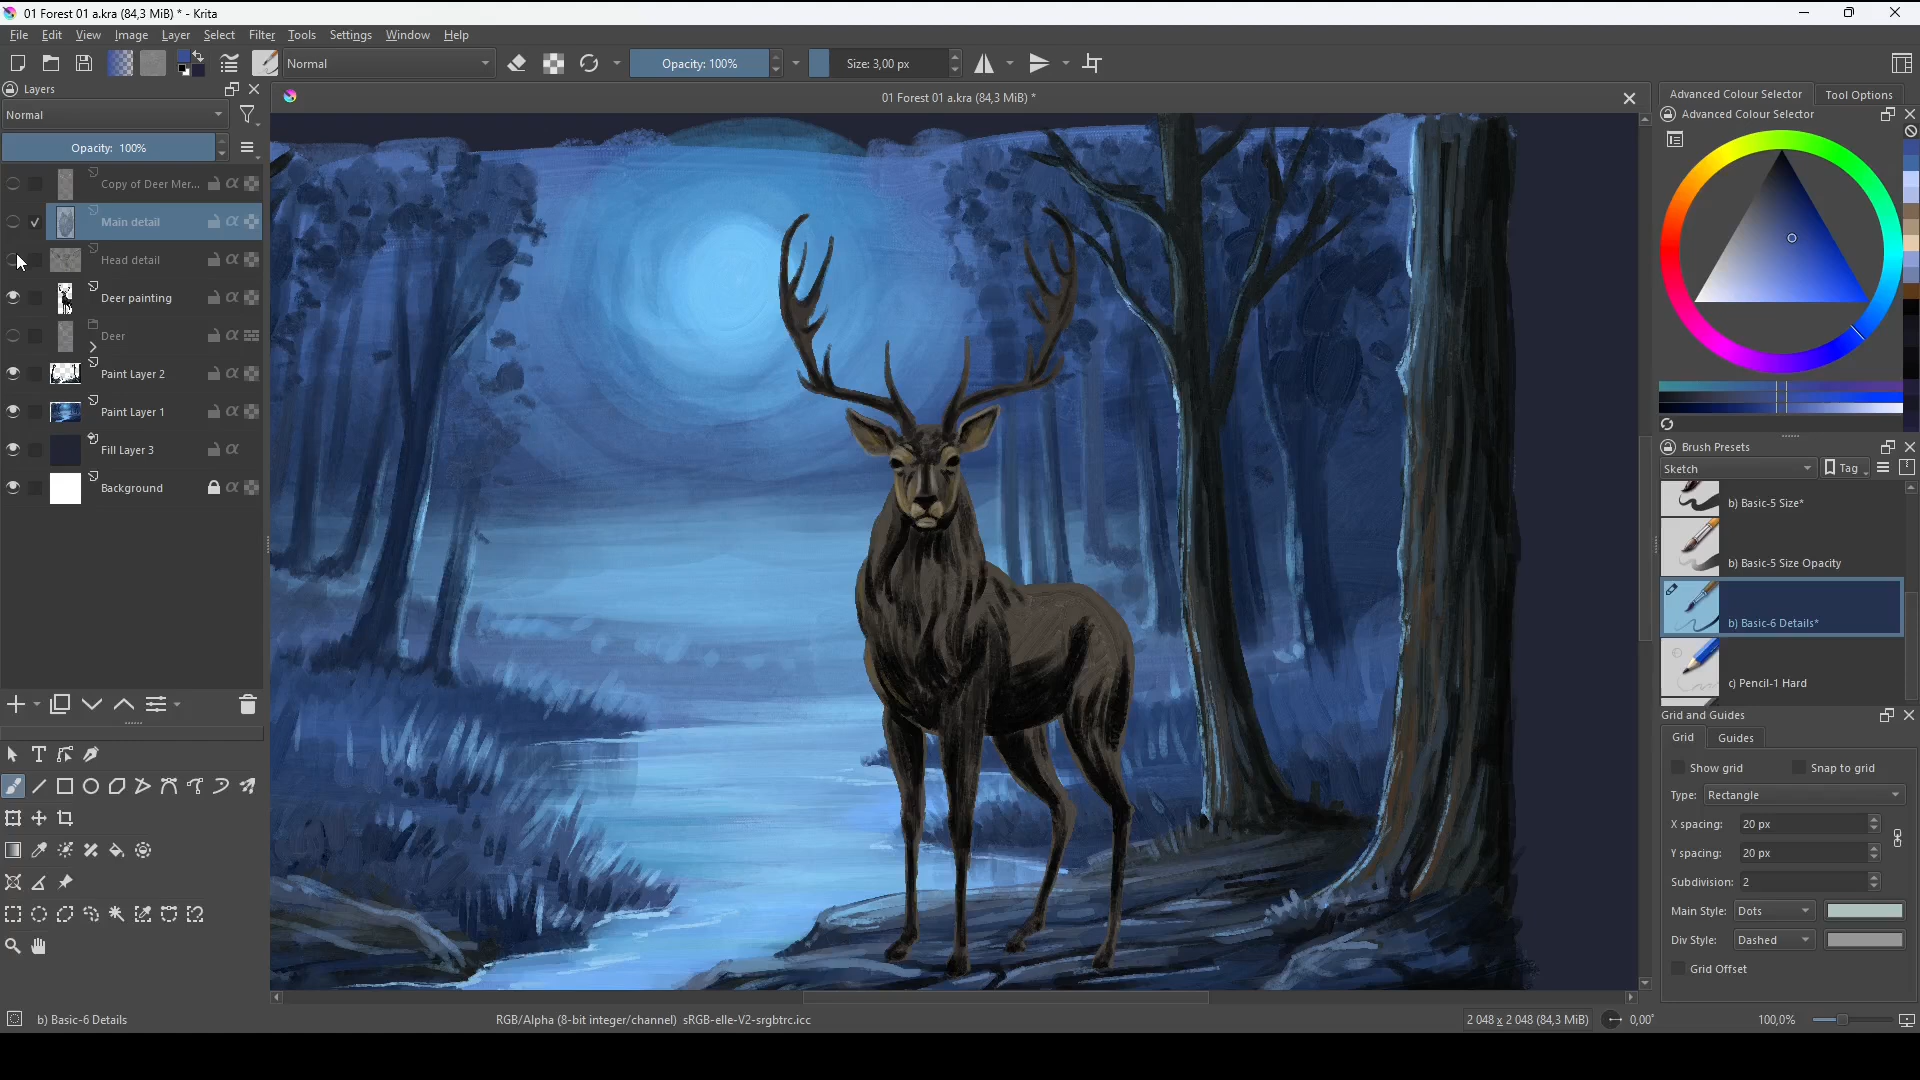 01 Forest 01 a.kra (84,3 MiB) * - Krita
File Edit View Image Layer Select Filter Tools Settings Window Help
Normal Opacity: 100% Size: 3,00 px
Layers
01 Forest 01 a.kra (84,3 MiB) *
Normal
Opacity: 100%
Copy of Deer Mer...
Main detail
Head detail
Deer painting
Deer
Paint Layer 2
Paint Layer 1
Fill Layer 3
Background
Advanced Colour Selector Tool Options
Advanced Colour Selector
Brush Presets
Sketch Tag
b) Basic-5 Size*
b) Basic-5 Size Opacity
b) Basic-6 Details*
c) Pencil-1 Hard
Grid and Guides
Grid Guides
Show grid Snap to grid
Type: Rectangle
X spacing: 20 px
Y spacing: 20 px
Subdivision: 2
Main Style: Dots
Div Style: Dashed
Grid Offset
b) Basic-6 Details
RGB/Alpha (8-bit integer/channel) sRGB-elle-V2-srgbtrc.icc
2 048 x 2 048 (84,3 MiB)
0,00°
100,0%